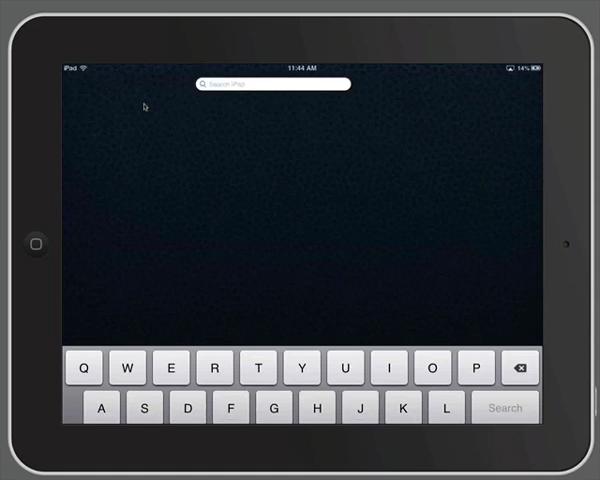 iPad
11:44 AM
14%
Search iPad
Q W E R T Y U I O P
A S D F G H J K L Search